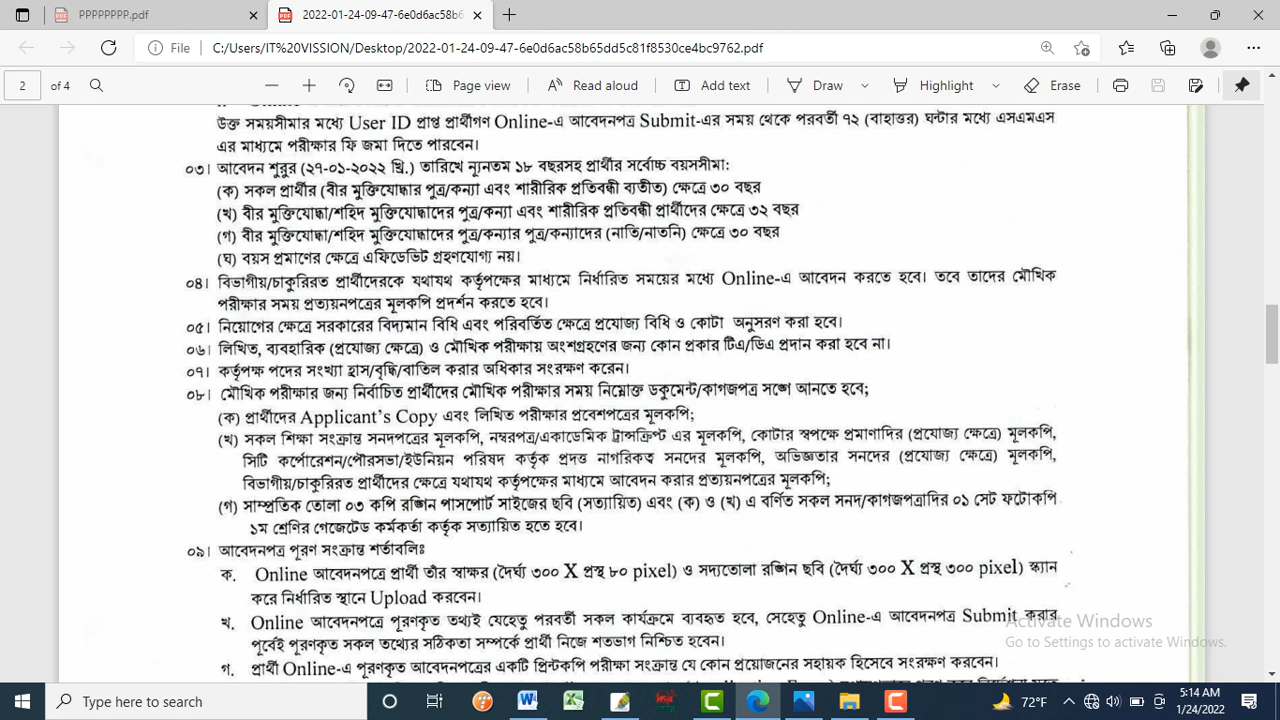 PPPPPPPP.pdf
2022-01-24-09-47-6e0d6ac58b6
File
C:/Users/IT%20VISSION/Desktop/2022-01-24-09-47-6e0d6ac58b65dd5c81f8530ce4bc9762.pdf
2 of 4
Page view
Read aloud
Add text
Draw
Highlight
Erase
উক্ত সময়সীমার মধ্যে User ID প্রাপ্ত প্রার্থীগণ Online-এ আবেদনপত্র Submit-এর সময় থেকে পরবর্তী ৭২ (বাহাত্তর) ঘন্টার মধ্যে এসএমএস
এর মাধ্যমে পরীক্ষার ফি জমা দিতে পারবেন।
০৩। আবেদন শুরুর (২৭-০১-২০২২ খ্রি.) তারিখে ন্যূনতম ১৮ বছরসহ প্রার্থীর সর্বোচ্চ বয়সসীমা:
(ক) সকল প্রার্থীর (বীর মুক্তিযোদ্ধার পুত্র/কন্যা এবং শারীরিক প্রতিবন্ধী ব্যতীত) ক্ষেত্রে ৩০ বছর
(খ) বীর মুক্তিযোদ্ধা/শহিদ মুক্তিযোদ্ধাদের পুত্র/কন্যা এবং শারীরিক প্রতিবন্ধী প্রার্থীদের ক্ষেত্রে ৩২ বছর
(গ) বীর মুক্তিযোদ্ধা/শহিদ মুক্তিযোদ্ধাদের পুত্র/কন্যার পুত্র/কন্যাদের (নাতি/নাতনি) ক্ষেত্রে ৩০ বছর
(ঘ) বয়স প্রমাণের ক্ষেত্রে এফিডেভিট গ্রহণযোগ্য নয়।
০৪। বিভাগীয়/চাকুরিরত প্রার্থীদেরকে যথাযথ কর্তৃপক্ষের মাধ্যমে নির্ধারিত সময়ের মধ্যে Online-এ আবেদন করতে হবে। তবে তাদের মৌখিক
পরীক্ষার সময় প্রত্যয়নপত্রের মূলকপি প্রদর্শন করতে হবে।
০৫। নিয়োগের ক্ষেত্রে সরকারের বিদ্যমান বিধি এবং পরিবর্তিত ক্ষেত্রে প্রযোজ্য বিধি ও কোটা অনুসরণ করা হবে।
০৬। লিখিত, ব্যবহারিক (প্রযোজ্য ক্ষেত্রে) ও মৌখিক পরীক্ষায় অংশগ্রহণের জন্য কোন প্রকার টিএ/ডিএ প্রদান করা হবে না।
০৭। কর্তৃপক্ষ পদের সংখ্যা হ্রাস/বৃদ্ধি/বাতিল করার অধিকার সংরক্ষণ করেন।
০৮। মৌখিক পরীক্ষার জন্য নির্বাচিত প্রার্থীদের মৌখিক পরীক্ষার সময় নিম্নোক্ত ডকুমেন্ট/কাগজপত্র সঙ্গে আনতে হবে;
(ক) প্রার্থীদের Applicant's Copy এবং লিখিত পরীক্ষার প্রবেশপত্রের মূলকপি;
(খ) সকল শিক্ষা সংক্রান্ত সনদপত্রের মূলকপি, নম্বরপত্র/একাডেমিক ট্রান্সক্রিপ্ট এর মূলকপি, কোটার স্বপক্ষে প্রমাণাদির (প্রযোজ্য ক্ষেত্রে) মূলকপি,
সিটি কর্পোরেশন/পৌরসভা/ইউনিয়ন পরিষদ কর্তৃক প্রদত্ত নাগরিকত্ব সনদের মূলকপি, অভিজ্ঞতার সনদের (প্রযোজ্য ক্ষেত্রে) মূলকপি,
বিভাগীয়/চাকুরিরত প্রার্থীদের ক্ষেত্রে যথাযথ কর্তৃপক্ষের মাধ্যমে আবেদন করার প্রত্যয়নপত্রের মূলকপি;
(গ) সাম্প্রতিক তোলা ০৩ কপি রঙ্গিন পাসপোর্ট সাইজের ছবি (সত্যায়িত) এবং (ক) ও (খ) এ বর্ণিত সকল সনদ/কাগজপত্রাদির ০১ সেট ফটোকপি
১ম শ্রেণির গেজেটেড কর্মকর্তা কর্তৃক সত্যায়িত হতে হবে।
০৯। আবেদনপত্র পূরণ সংক্রান্ত শর্তাবলিঃ
ক. Online আবেদনপত্রে প্রার্থী তাঁর স্বাক্ষর (দৈর্ঘ্য ৩০০ X প্রস্থ ৮০ pixel) ও সদ্যতোলা রঙ্গিন ছবি (দৈর্ঘ্য ৩০০ X প্রস্থ ৩০০ pixel) স্ক্যান
করে নির্ধারিত স্থানে Upload করবেন।
খ. Online আবেদনপত্রে পূরণকৃত তথ্যই যেহেতু পরবর্তী সকল কার্যক্রমে ব্যবহৃত হবে, সেহেতু Online-এ আবেদনপত্র Submit করার
পূর্বেই পূরণকৃত সকল তথ্যের সঠিকতা সম্পর্কে প্রার্থী নিজে শতভাগ নিশ্চিত হবেন।
গ. প্রার্থী Online-এ পূরণকৃত আবেদনপত্রের একটি প্রিন্টকপি পরীক্ষা সংক্রান্ত যে কোন প্রয়োজনের সহায়ক হিসেবে সংরক্ষণ করবেন।
Activate Windows
Go to Settings to activate Windows.
Type here to search
72°F
5:14 AM
1/24/2022